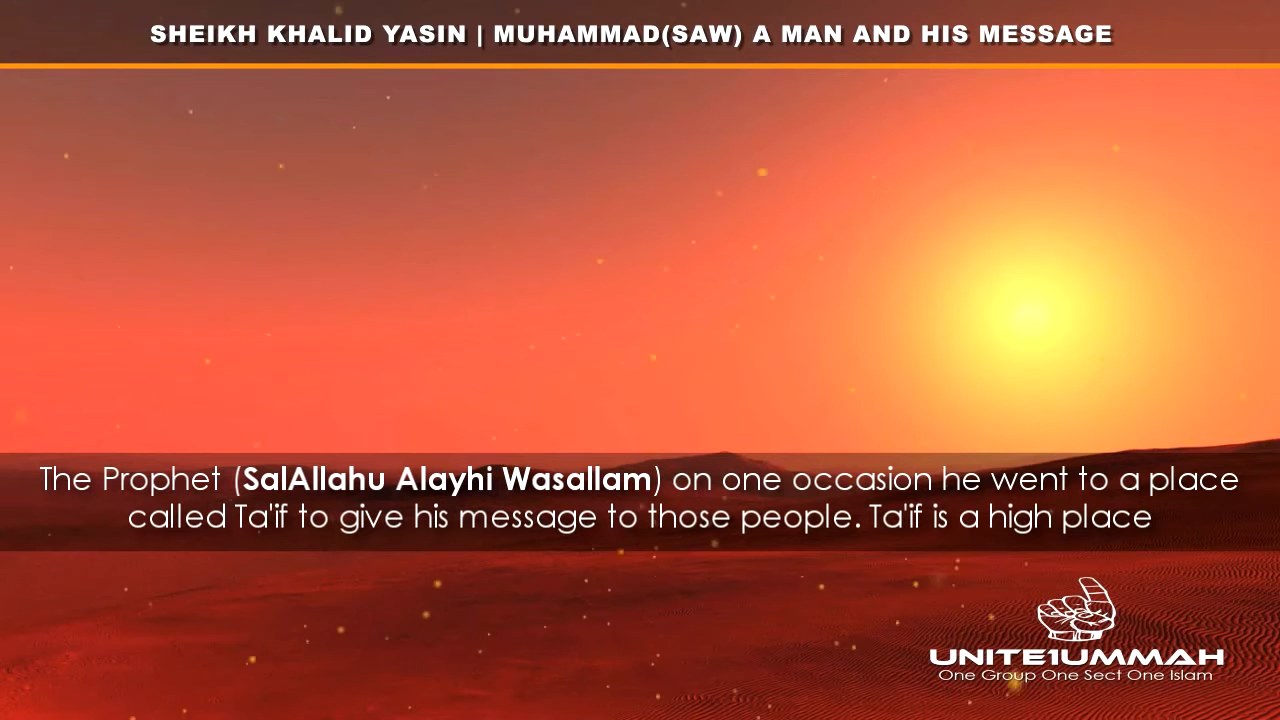 SHEIKH KHALID YASIN | MUHAMMAD(SAW) A MAN AND HIS MESSAGE
The Prophet (SalAllahu Alayhi Wasallam) on one occasion he went to a place
called Ta'if to give his message to those people. Ta'if is a high place
UNITE1UMMAH
One Group One Sect One Islam